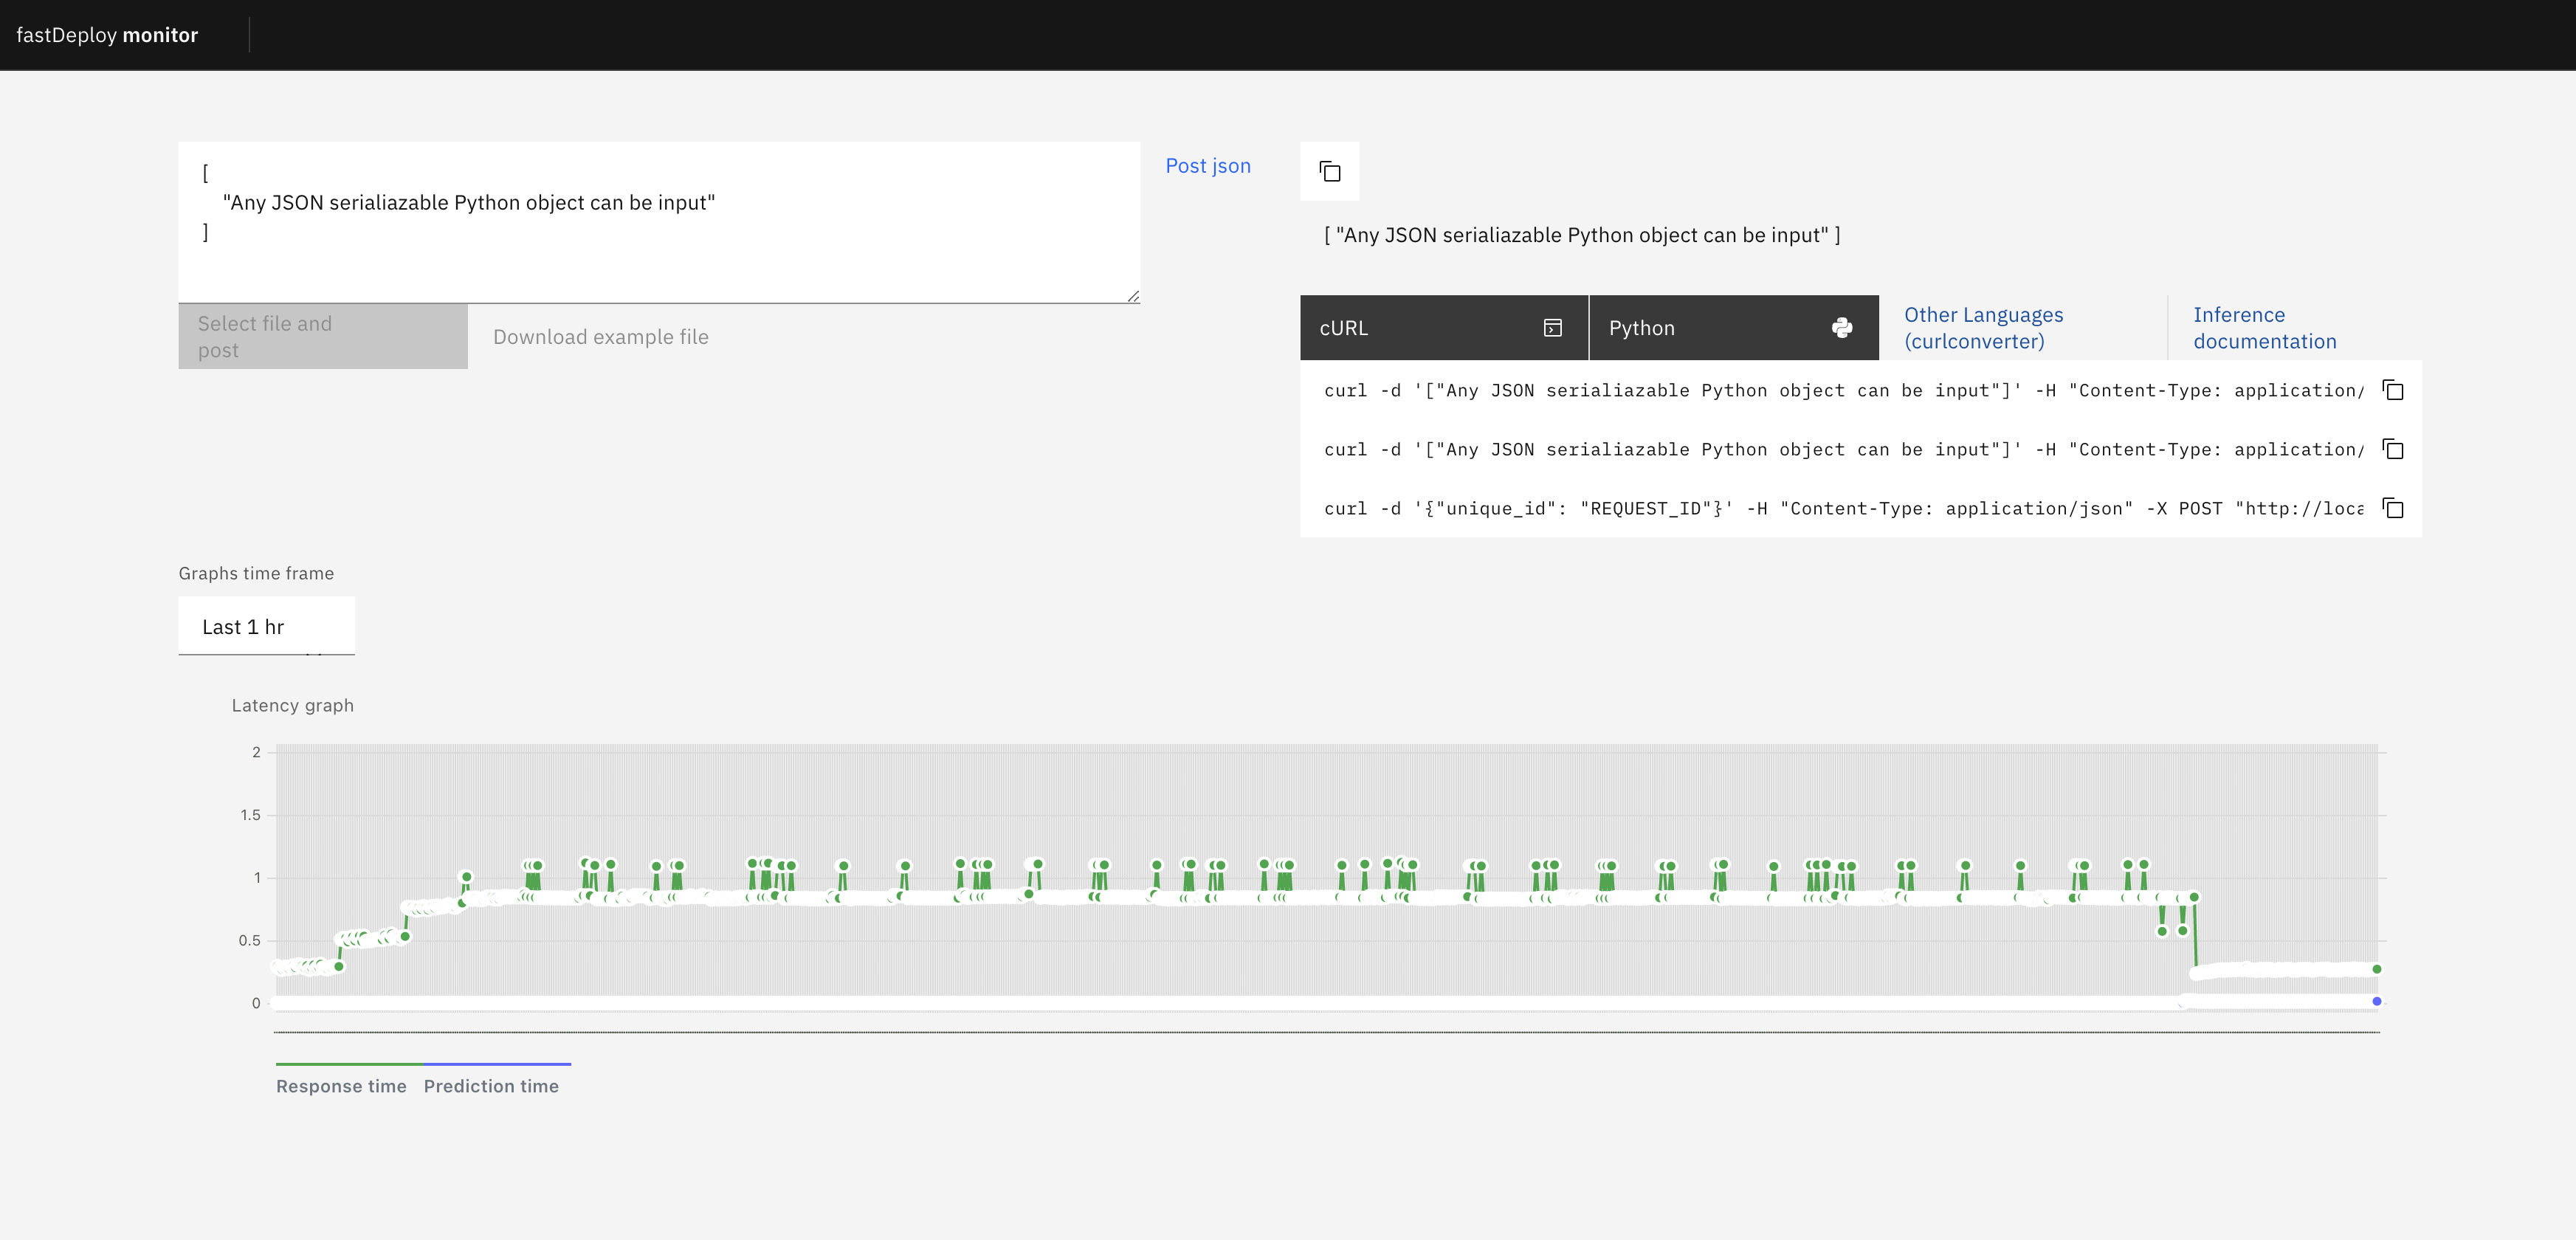 fastDeploy monitor
[
"Any JSON serialiazable Python object can be input"
]
Post json
Select file and
post
Download example file
[ "Any JSON serialiazable Python object can be input" ]
cURL
Python
Other Languages
(curlconverter)
Inference
documentation
curl -d '["Any JSON serialiazable Python object can be input"]' -H "Content-Type: application/
curl -d '["Any JSON serialiazable Python object can be input"]' -H "Content-Type: application/
curl -d '{"unique_id": "REQUEST_ID"}' -H "Content-Type: application/json" -X POST "http://loca
Graphs time frame
Last 1 hr
Latency graph
2
1.5
1
0.5
0
Response time
Prediction time